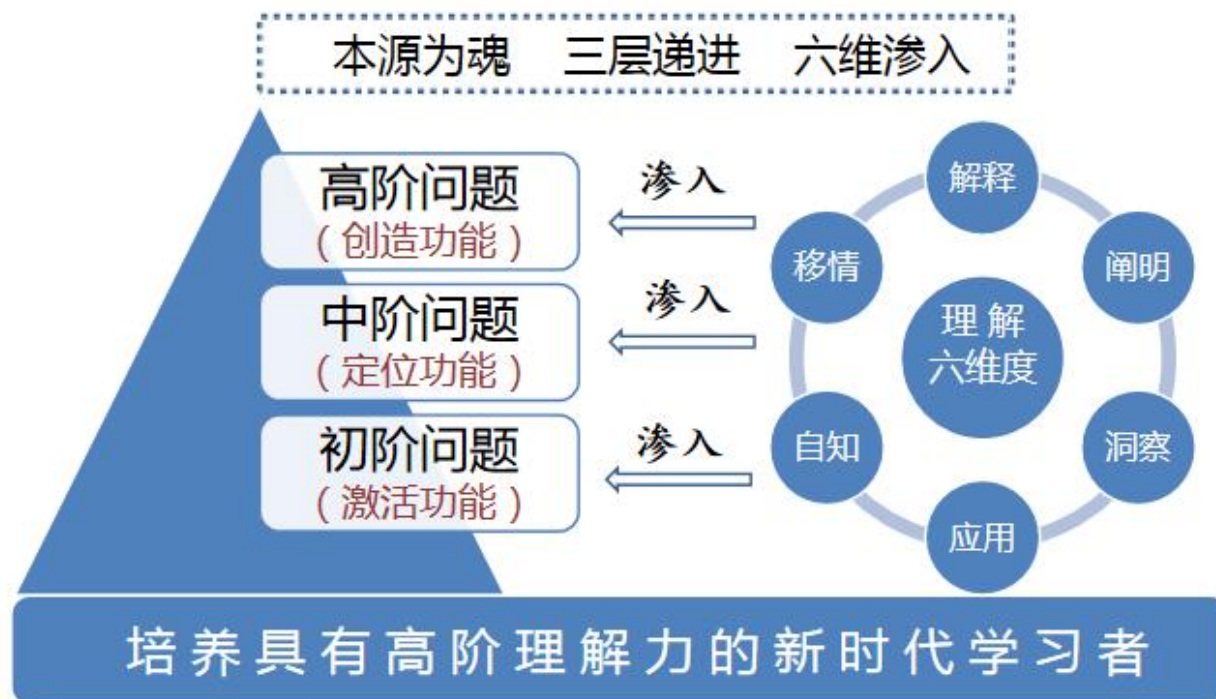 本源为魂 三层递进 六维渗入
高阶问题
（创造功能）
中阶问题
（定位功能）
初阶问题
（激活功能）
渗入
渗入
渗入
解释
阐明
洞察
应用
自知
移情
理 解
六维度
培养具有高阶理解力的新时代学习者